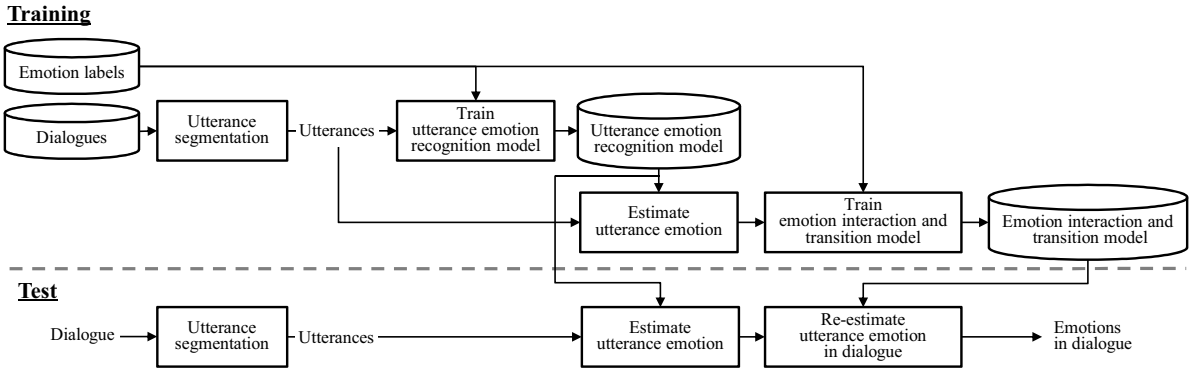 Training
Emotion labels
Dialogues
Utterance
segmentation
Utterances
Train
utterance emotion
recognition model
Utterance emotion
recognition model
Estimate
utterance emotion
Train
emotion interaction and
transition model
Emotion interaction and
transition model
Test
Dialogue
Utterance
segmentation
Utterances
Estimate
utterance emotion
Re-estimate
utterance emotion
in dialogue
Emotions
in dialogue